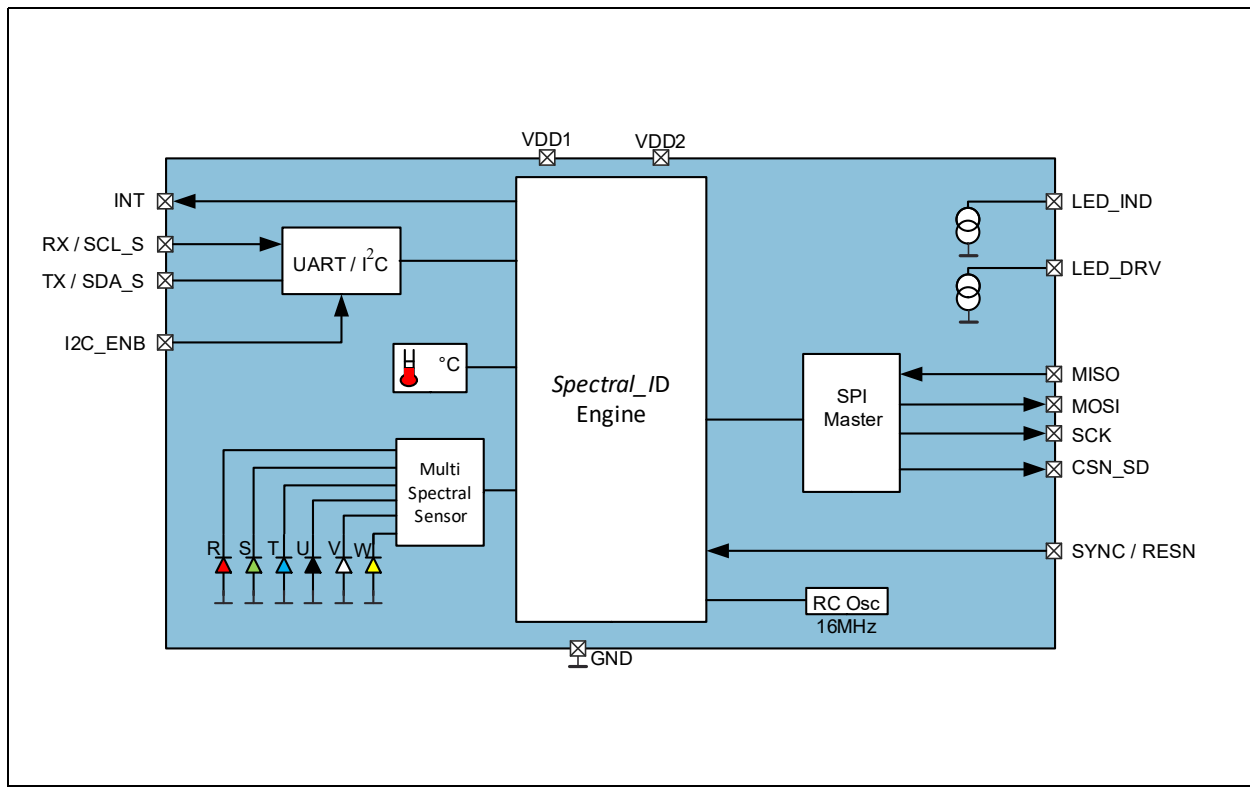 VDD1
VDD2
INT
RX / SCL_S
TX / SDA_S
I2C_ENB
UART / I²C
°C
Spectral_ID
Engine
Multi
Spectral
Sensor
R
S
T
U
V
W
LED_IND
LED_DRV
SPI
Master
MISO
MOSI
SCK
CSN_SD
SYNC / RESN
RC Osc
16MHz
GND